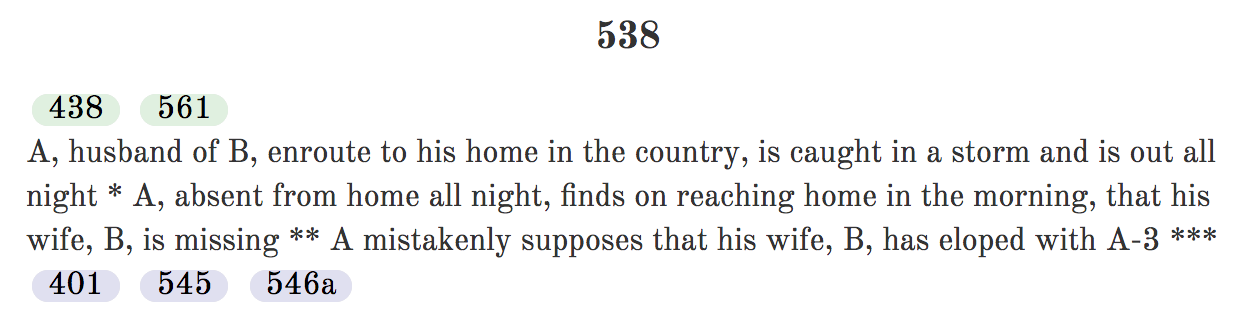 538
438 561
A, husband of B, enroute to his home in the country, is caught in a storm and is out all
night * A, absent from home all night, finds on reaching home in the morning, that his
wife, B, is missing ** A mistakenly supposes that his wife, B, has eloped with A-3 ***
401 545 546a